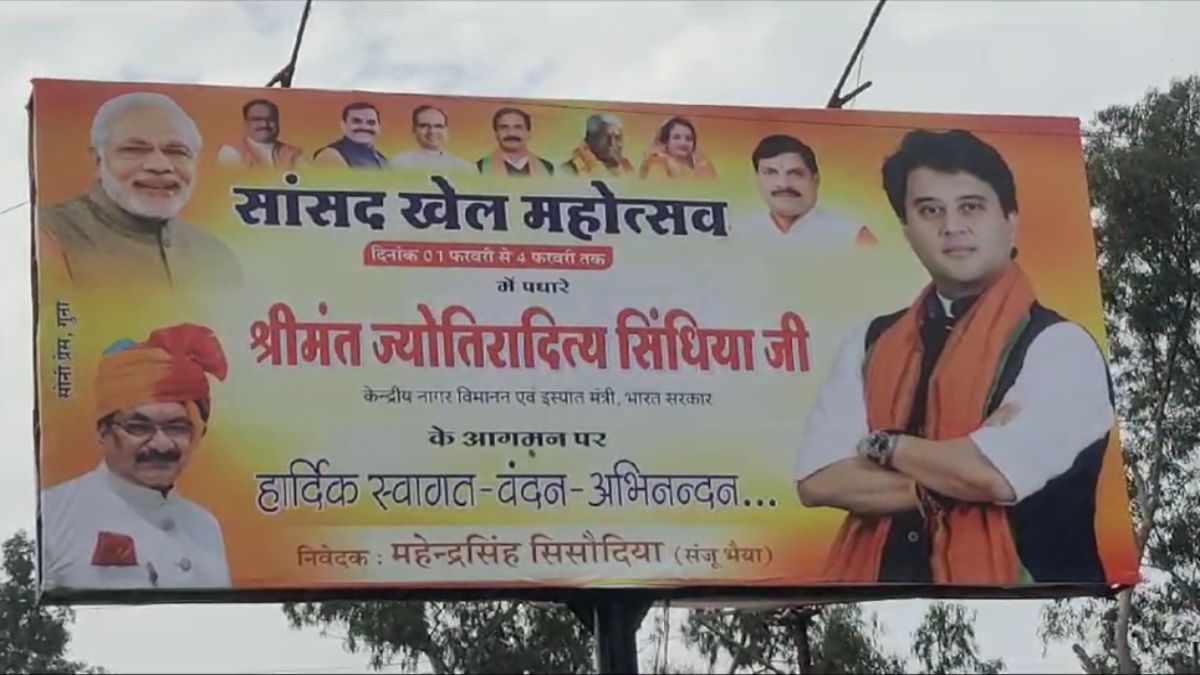 सांसद खेल महोत्सव
दिनांक 01 फरवरी से 4 फरवरी तक
में पधारे
श्रीमंत ज्योतिरादित्य सिंधिया जी
केन्द्रीय नागर विमानन एवं इस्पात मंत्री, भारत सरकार
के आगमन पर
हार्दिक स्वागत-वंदन-अभिनन्दन...
निवेदक : महेन्द्रसिंह सिसौदिया (संजू भैया)
मोनो प्रेम, गुना